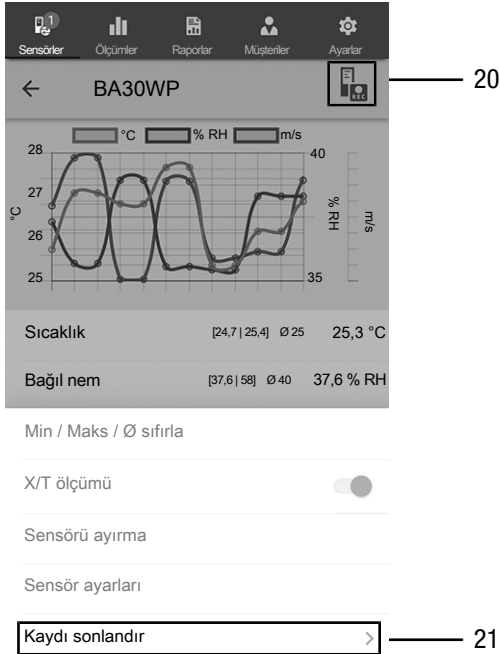 1
Sensörler Ölçümler Raporlar Müşteriler Ayarlar
← BA30WP
REC
20
°C % RH m/s
28 40
27
26
25 35
°C
% RH
m/s
Sıcaklık [24,7 | 25,4] Ø 25 25,3 °C
Bağıl nem [37,6 | 58] Ø 40 37,6 % RH
Min / Maks / Ø sıfırla
X/T ölçümü
Sensörü ayırma
Sensör ayarları
Kaydı sonlandır >
21